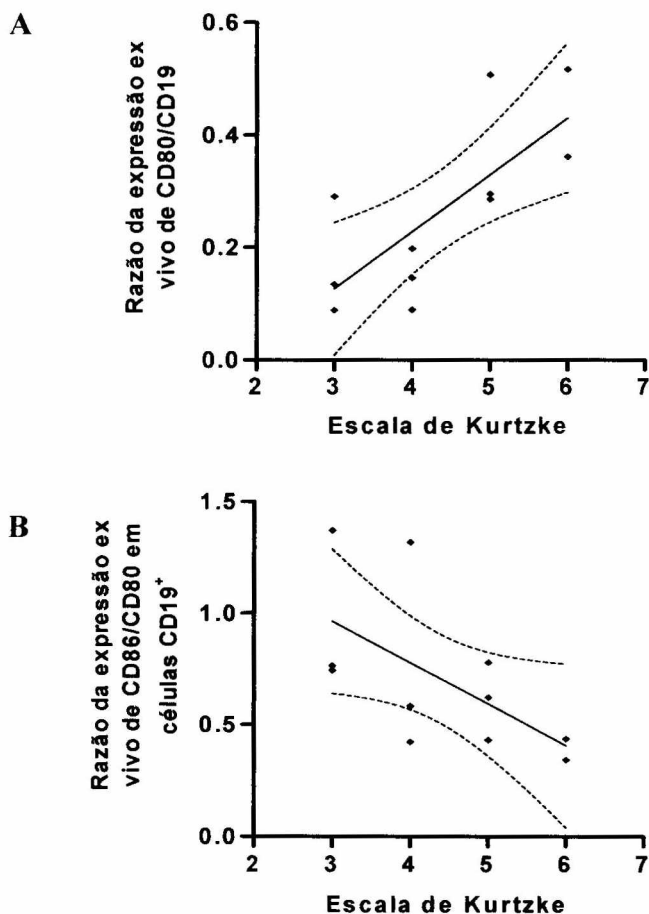 A
Razão da expressão ex
vivo de CD80/CD19
0.6
0.4
0.2
0.0
2 3 4 5 6 7
Escala de Kurtzke
B
Razão da expressão ex
vivo de CD86/CD80 em
células CD19+
1.5
1.0
0.5
0.0
2 3 4 5 6 7
Escala de Kurtzke